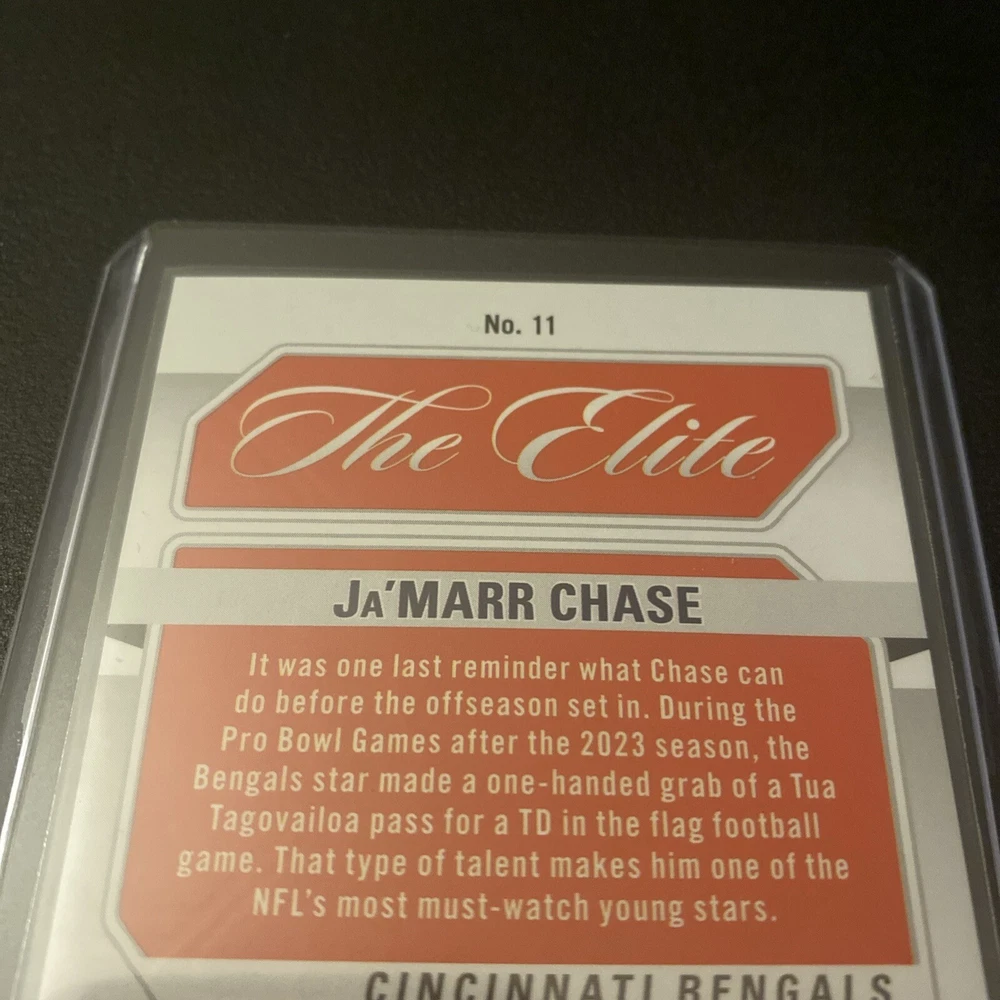 No. 11
The Elite
JA'MARR CHASE
It was one last reminder what Chase can
do before the offseason set in. During the
Pro Bowl Games after the 2023 season, the
Bengals star made a one-handed grab of a Tua
Tagovailoa pass for a TD in the flag football
game. That type of talent makes him one of the
NFL's most must-watch young stars.
CINCINNATI BENGALS